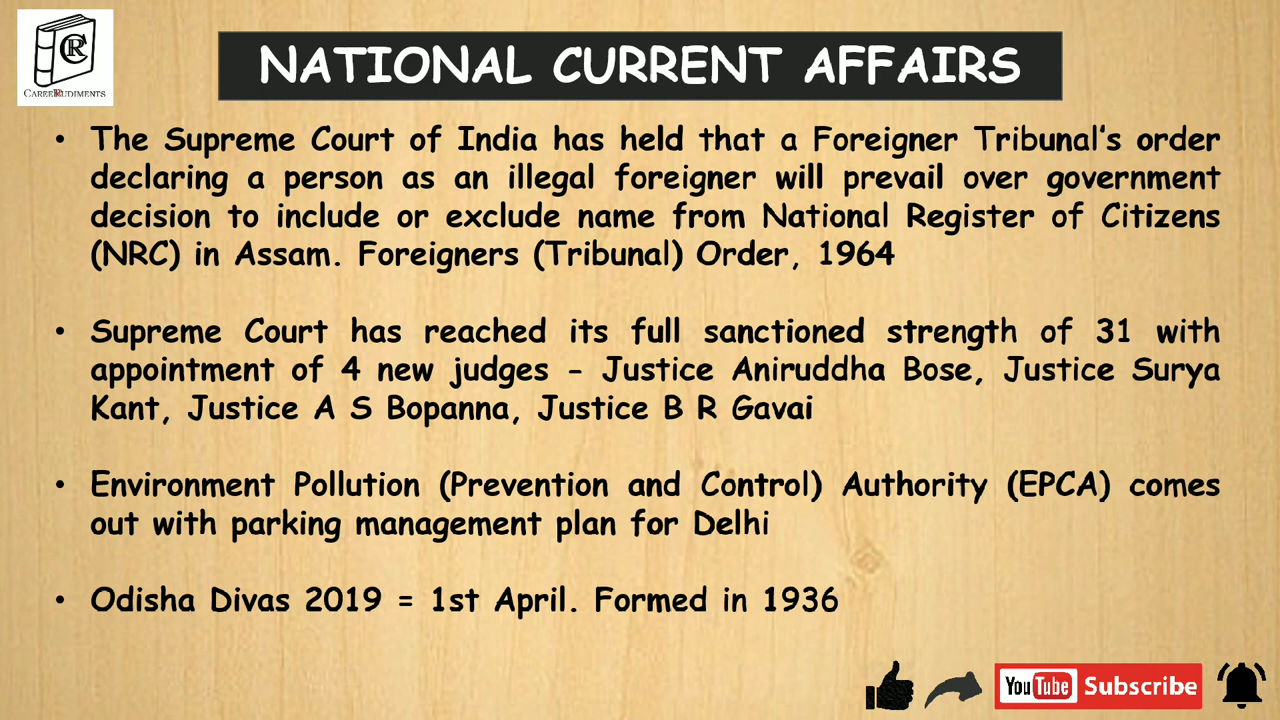 CR
CAREERUDIMENTS
NATIONAL CURRENT AFFAIRS
• The Supreme Court of India has held that a Foreigner Tribunal's order
declaring a person as an illegal foreigner will prevail over government
decision to include or exclude name from National Register of Citizens
(NRC) in Assam. Foreigners (Tribunal) Order, 1964
• Supreme Court has reached its full sanctioned strength of 31 with
appointment of 4 new judges – Justice Aniruddha Bose, Justice Surya
Kant, Justice A S Bopanna, Justice B R Gavai
• Environment Pollution (Prevention and Control) Authority (EPCA) comes
out with parking management plan for Delhi
• Odisha Divas 2019 = 1st April. Formed in 1936
YouTube Subscribe